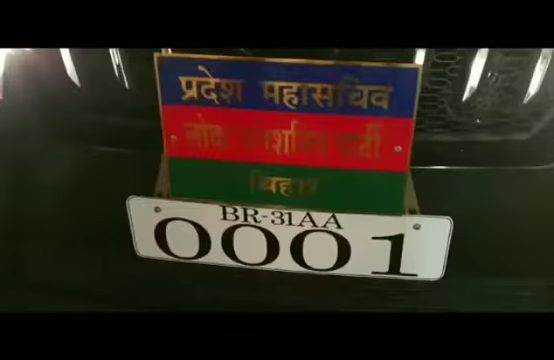 प्रदेश महासचिव
लोक जनशक्ति पार्टी
बिहार
BR-31AA
0001